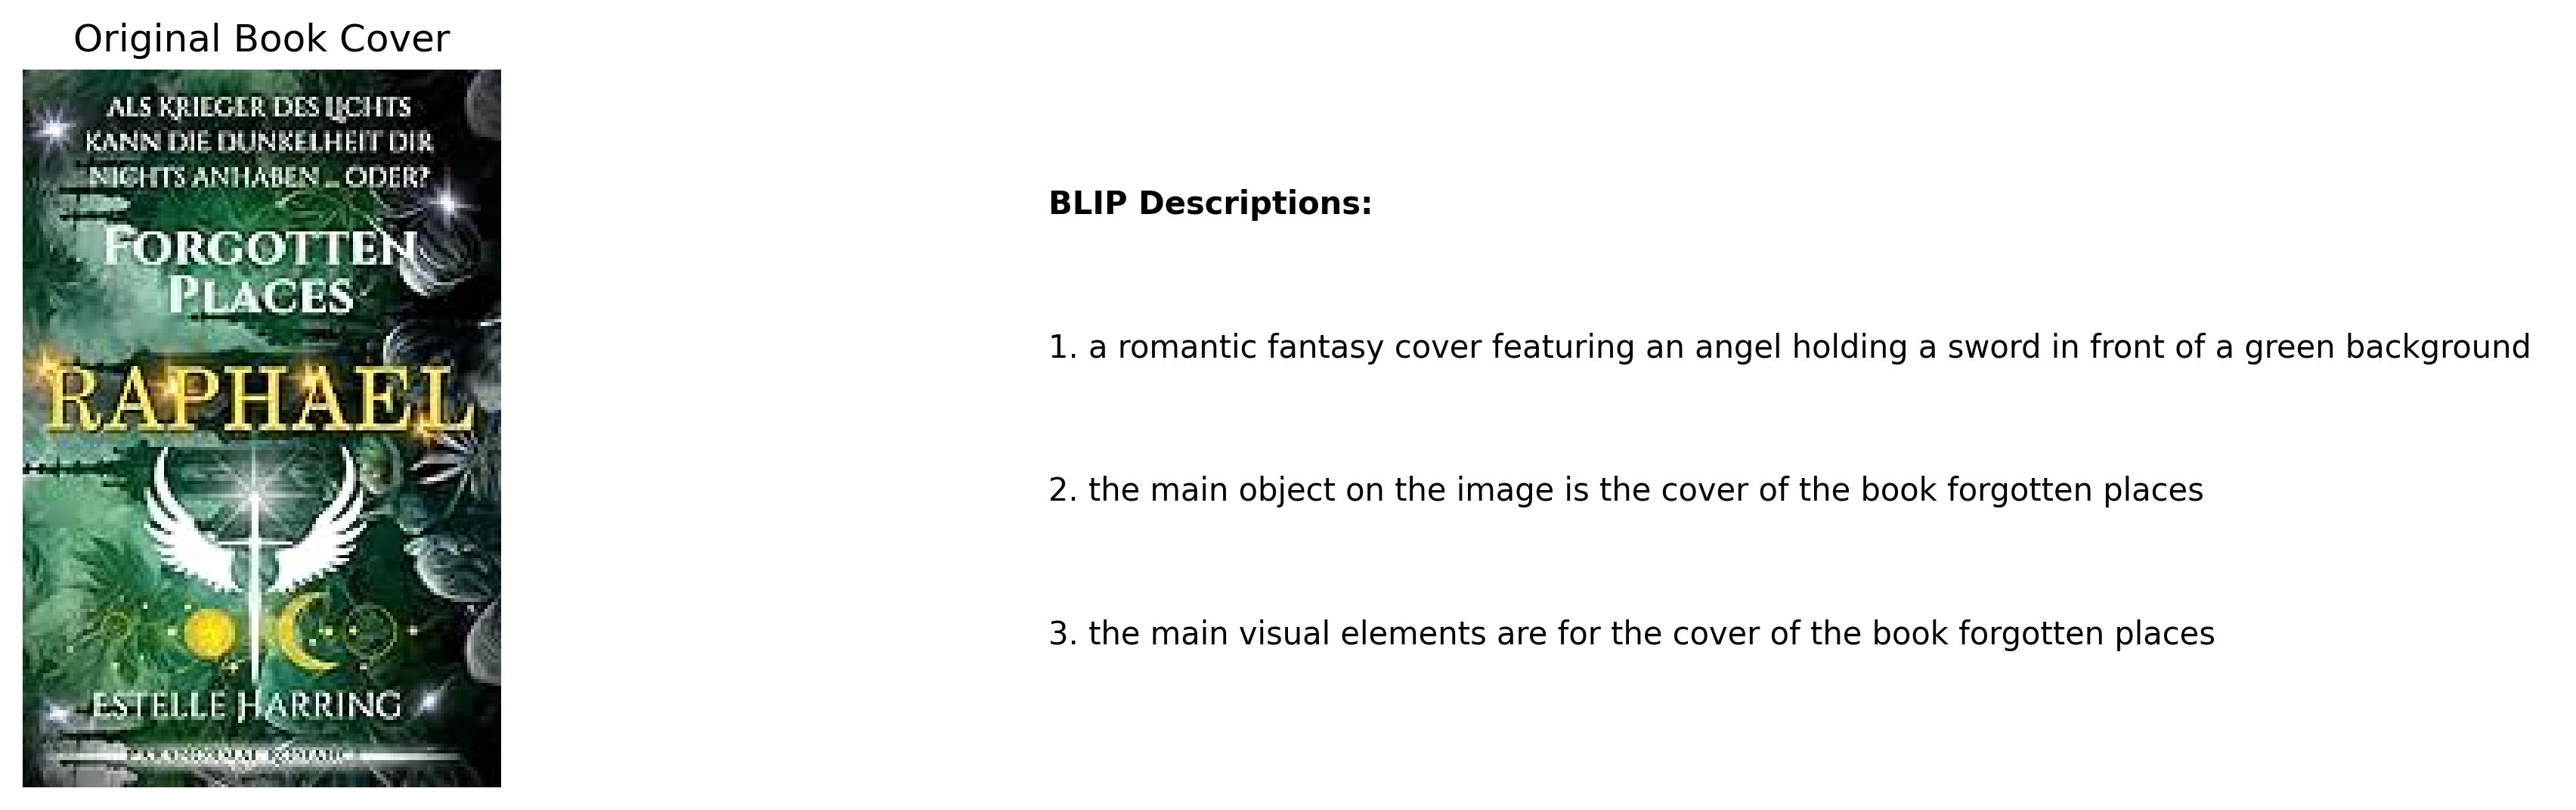 Original Book Cover
ALS KRIEGER DES LICHTS
KANN DIE DUNKELHEIT DIR
NICHTS ANHABEN ... ODER?
FORGOTTEN
PLACES
RAPHAEL
ESTELLE HARRING
BLIP Descriptions:
1. a romantic fantasy cover featuring an angel holding a sword in front of a green background
2. the main object on the image is the cover of the book forgotten places
3. the main visual elements are for the cover of the book forgotten places